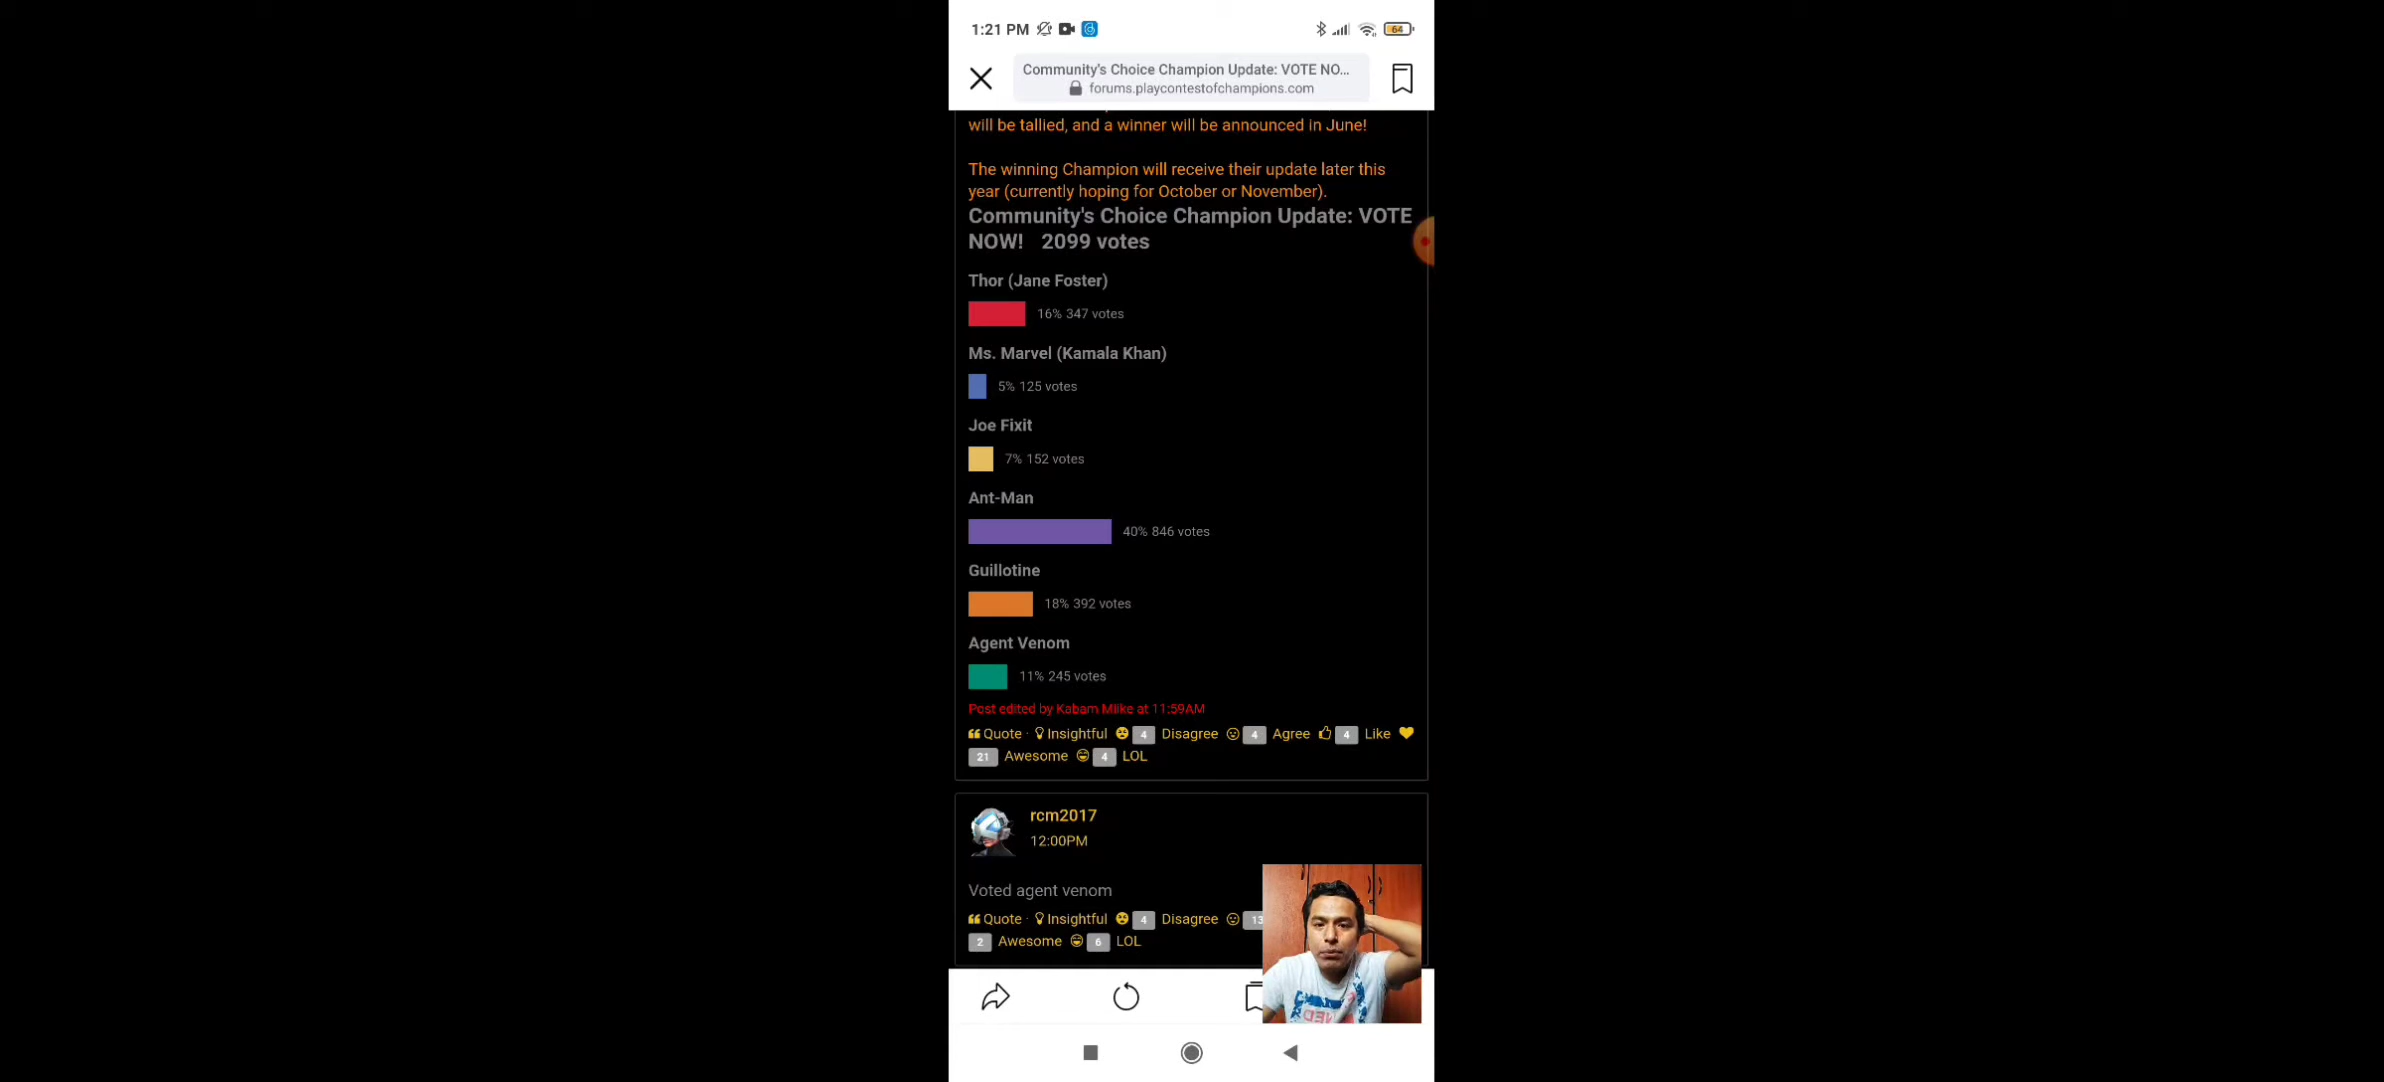 1:21 PM
64
Community's Choice Champion Update: VOTE NO...
forums.playcontestofchampions.com
will be tallied, and a winner will be announced in June!
The winning Champion will receive their update later this
year (currently hoping for October or November).
Community's Choice Champion Update: VOTE
NOW! 2099 votes
Thor (Jane Foster)
16% 347 votes
Ms. Marvel (Kamala Khan)
5% 125 votes
Joe Fixit
7% 152 votes
Ant-Man
40% 846 votes
Guillotine
18% 392 votes
Agent Venom
11% 245 votes
Post edited by Kabam Miike at 11:59AM
Quote · Insightful 4 Disagree 4 Agree 4 Like
21 Awesome 4 LOL
rcm2017
12:00PM
Voted agent venom
Quote · Insightful 4 Disagree 13
2 Awesome 6 LOL